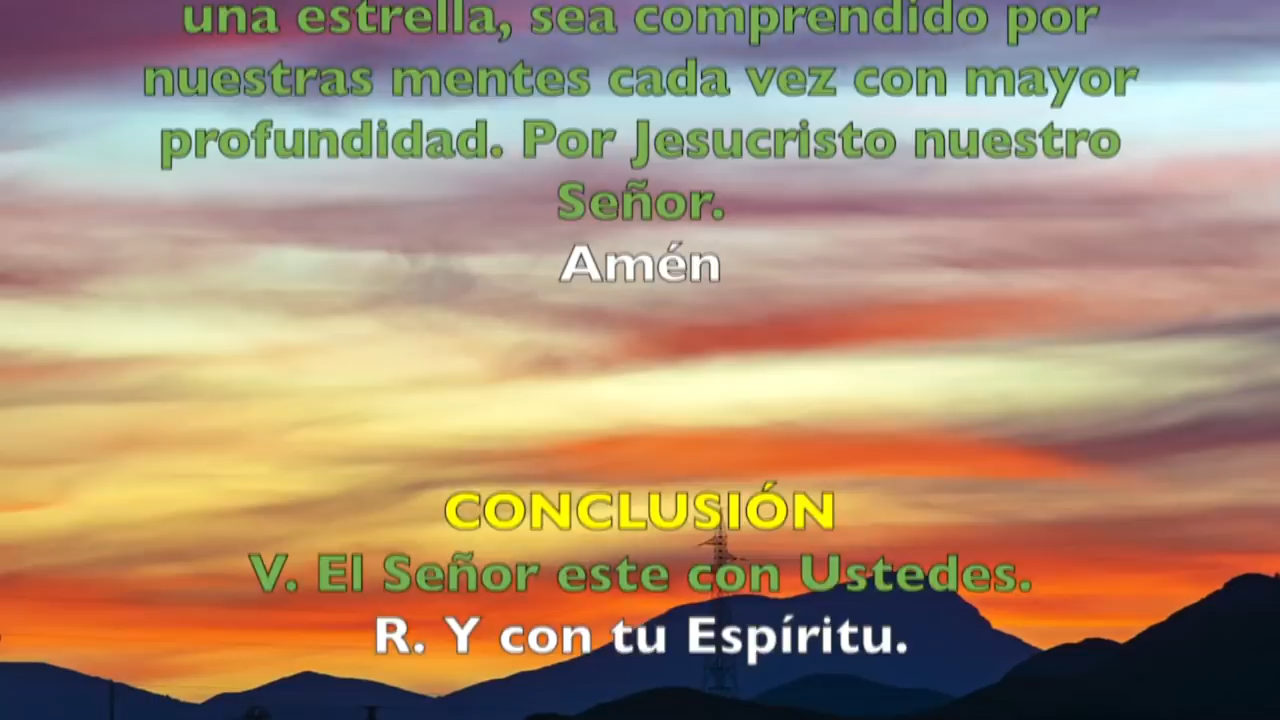 una estrella, sea comprendido por
nuestras mentes cada vez con mayor
profundidad. Por Jesucristo nuestro
Señor.
Amén
CONCLUSIÓN
V. El Señor este con Ustedes.
R. Y con tu Espíritu.